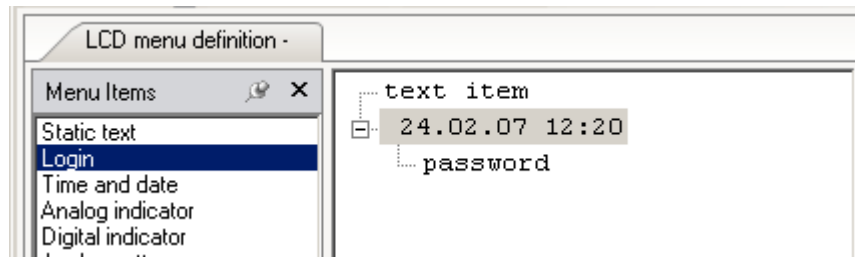 LCD menu definition -
Menu Items
Static text
Login
Time and date
Analog indicator
Digital indicator
text item
24.02.07 12:20
password